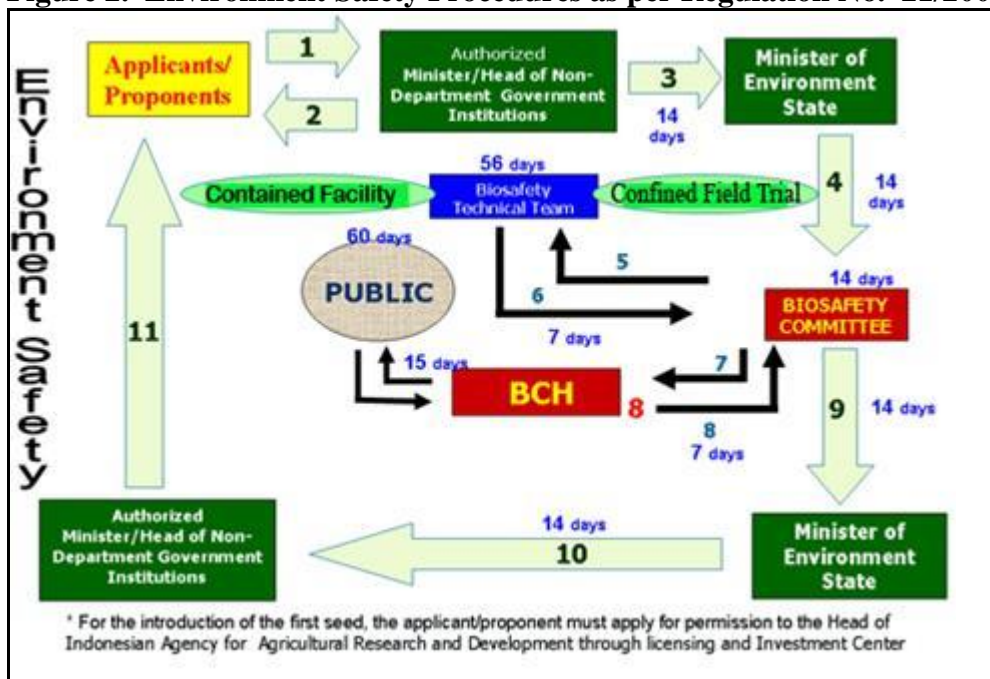 1
Applicants/
Proponents
2
Authorized
Minister/Head of Non-
Department Government
Institutions
3
14
days
Minister of
Environment
State
4
14
days
56 days
Contained Facility
Biosafety
Technical Team
Confined Field Trial
60 days
PUBLIC
5
6
7 days
14 days
BIOSAFETY
COMMITTEE
15 days
BCH
7
8
8
7 days
9
14 days
Environment Safety
11
Authorized
Minister/Head of Non-
Department Government
Institutions
14 days
10
Minister of
Environment
State
* For the introduction of the first seed, the applicant/proponent must apply for permission to the Head of
Indonesian Agency for Agricultural Research and Development through licensing and Investment Center